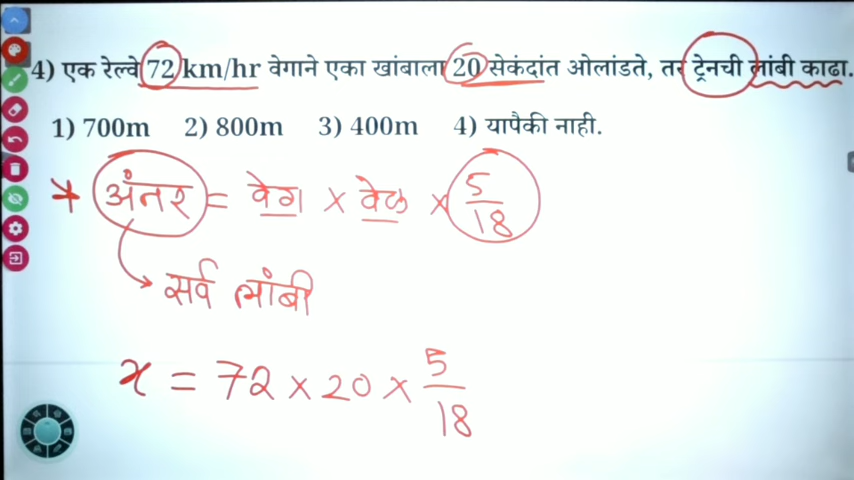 4) एक रेल्वे 72 km/hr वेगाने एका खांबाला 20 सेकंदांत ओलांडते, तर ट्रेनची लांबी काढा.
1) 700m 2) 800m 3) 400m 4) यापैकी नाही.
* अंतर = वेग × वेळ × 5/18
सर्व लांबी
x = 72 × 20 × 5/18